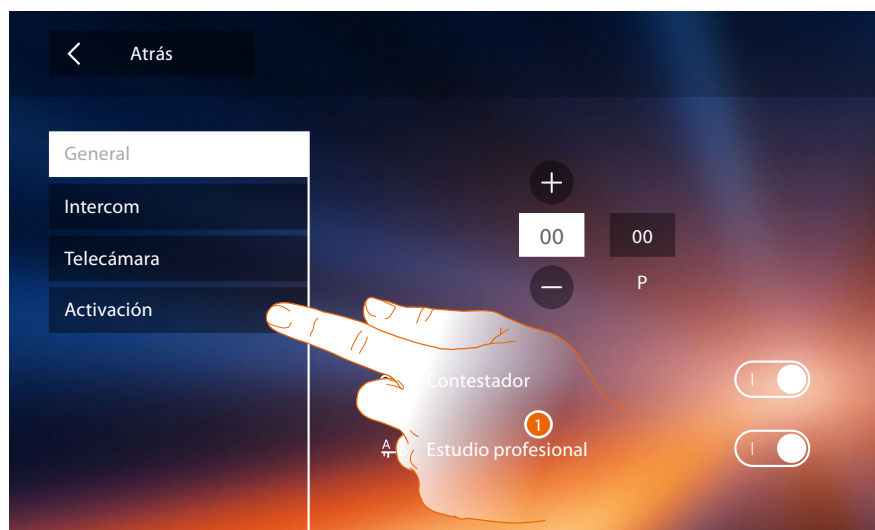 Atrás
General
Intercom
Telecámara
Activación
00 00
P
Contestador
1
A
Estudio profesional